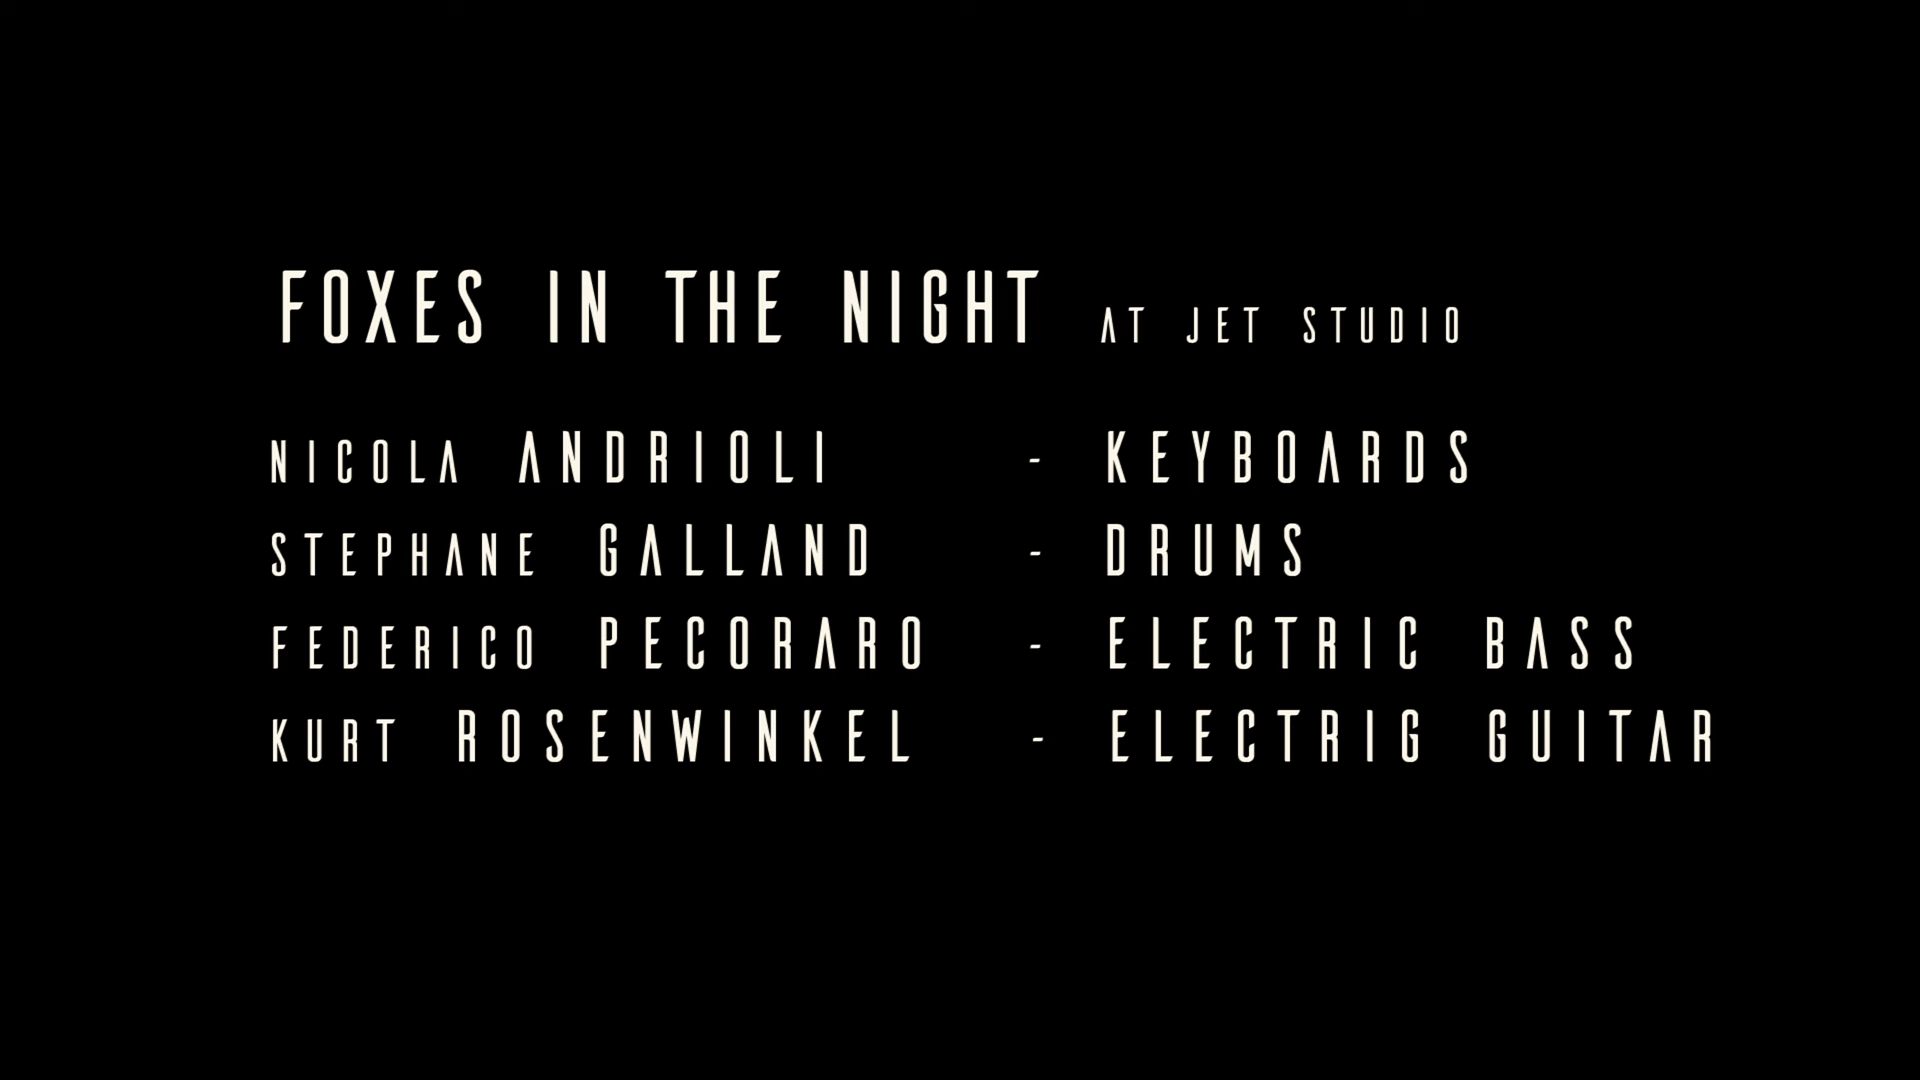 FOXES IN THE NIGHT AT JET STUDIO
NICOLA ANDRIOLI - KEYBOARDS
STEPHANE GALLAND - DRUMS
FEDERICO PECORARO - ELECTRIC BASS
KURT ROSENWINKEL - ELECTRIG GUITAR